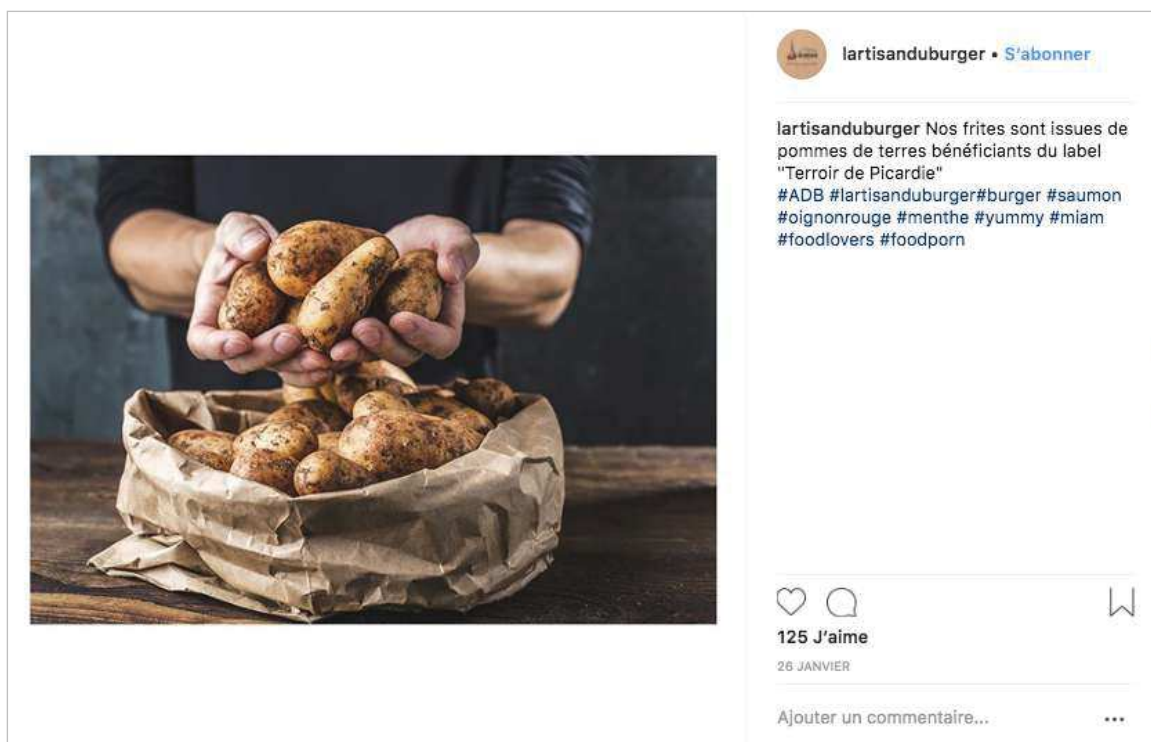 lartisanduburger • S'abonner
lartisanduburger Nos frites sont issues de
pommes de terres bénéficiants du label
"Terroir de Picardie"
#ADB #lartisanduburger#burger #saumon
#oignonrouge #menthe #yummy #miam
#foodlovers #foodporn
125 J'aime
26 JANVIER
Ajouter un commentaire...